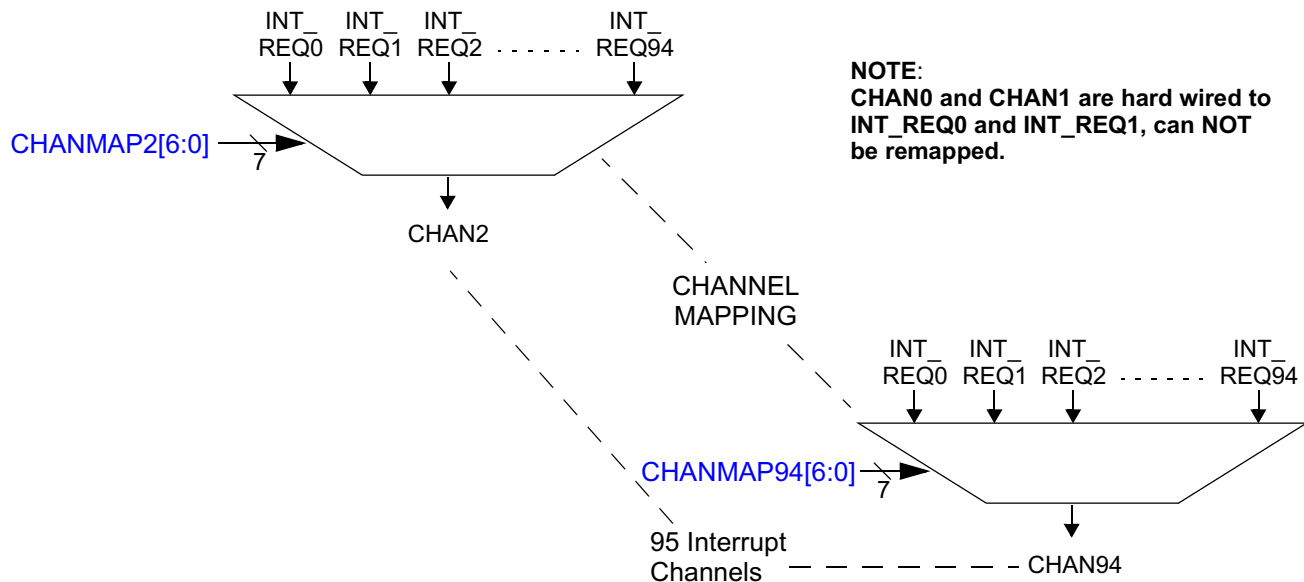 INT_ INT_ INT_ INT_
REQ0 REQ1 REQ2 REQ94
NOTE:
CHAN0 and CHAN1 are hard wired to
INT_REQ0 and INT_REQ1, can NOT
be remapped.
CHANMAP2[6:0]
7
CHAN2
CHANNEL
MAPPING
INT_ INT_ INT_ INT_
REQ0 REQ1 REQ2 REQ94
CHANMAP94[6:0]
7
95 Interrupt
Channels
CHAN94